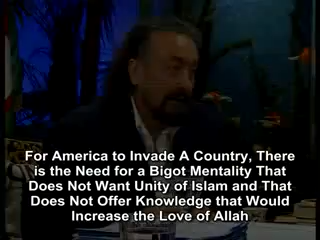 For America to Invade A Country, There
is the Need for a Bigot Mentality That
Does Not Want Unity of Islam and That
Does Not Offer Knowledge that Would
Increase the Love of Allah